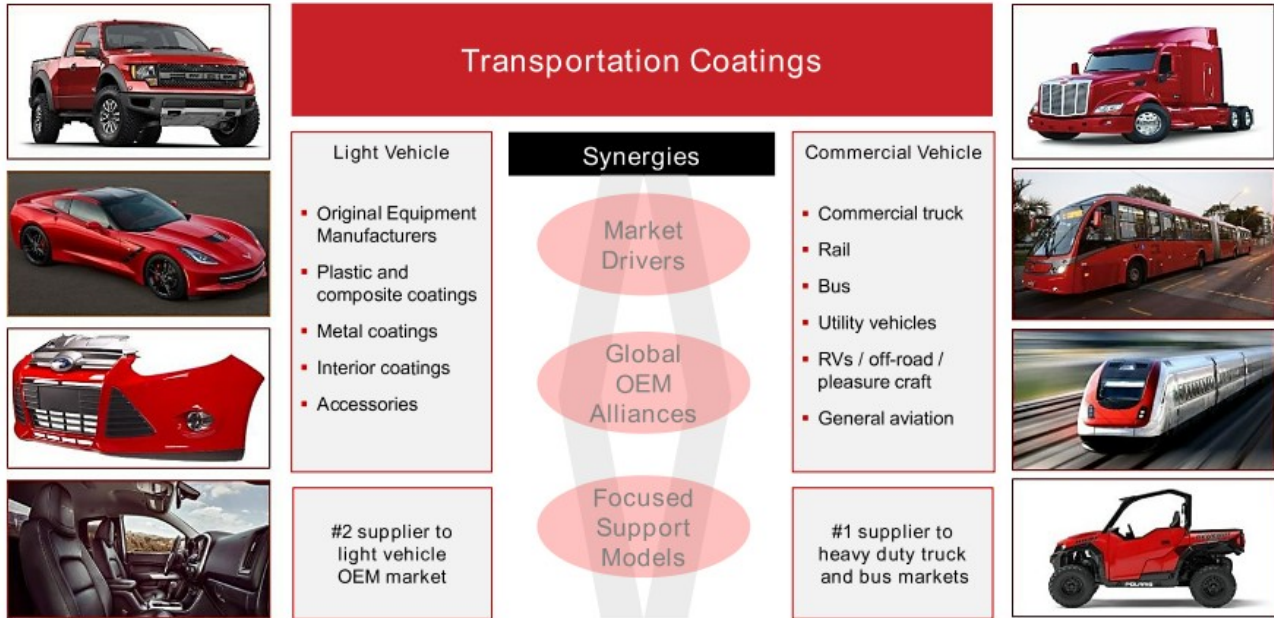 Transportation Coatings
Light Vehicle
▪ Original Equipment
Manufacturers
▪ Plastic and
composite coatings
▪ Metal coatings
▪ Interior coatings
▪ Accessories
#2 supplier to
light vehicle
OEM market
Synergies
Market
Drivers
Global
OEM
Alliances
Focused
Support
Models
Commercial Vehicle
▪ Commercial truck
▪ Rail
▪ Bus
▪ Utility vehicles
▪ RVs / off-road /
pleasure craft
▪ General aviation
#1 supplier to
heavy duty truck
and bus markets
POLARIS